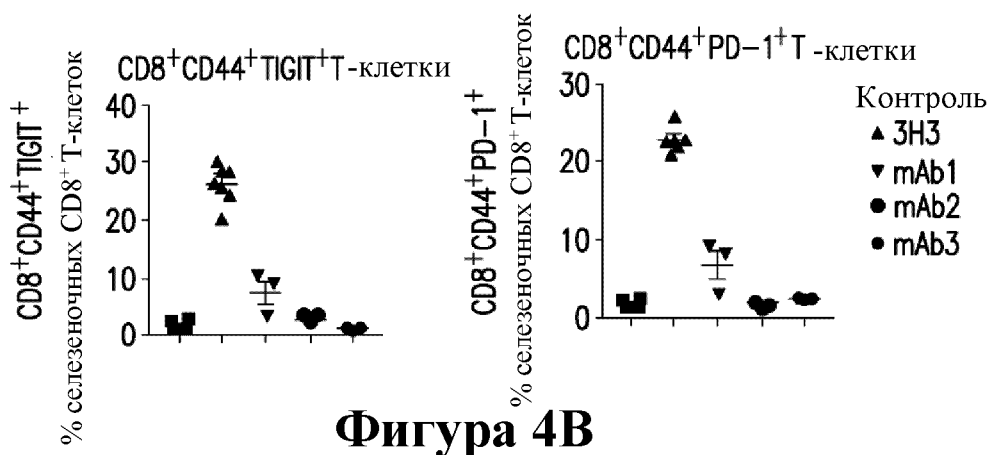 CD8+CD44+TIGIT+T-клетки
CD8+CD44+TIGIT+
% селезеночных CD8+ Т-клеток
40
30
20
10
0
CD8+CD44+PD-1+T-клетки
CD8+CD44+PD-1+
% селезеночных CD8+ Т-клеток
30
20
10
0
Контроль
3H3
mAb1
mAb2
mAb3
Фигура 4В